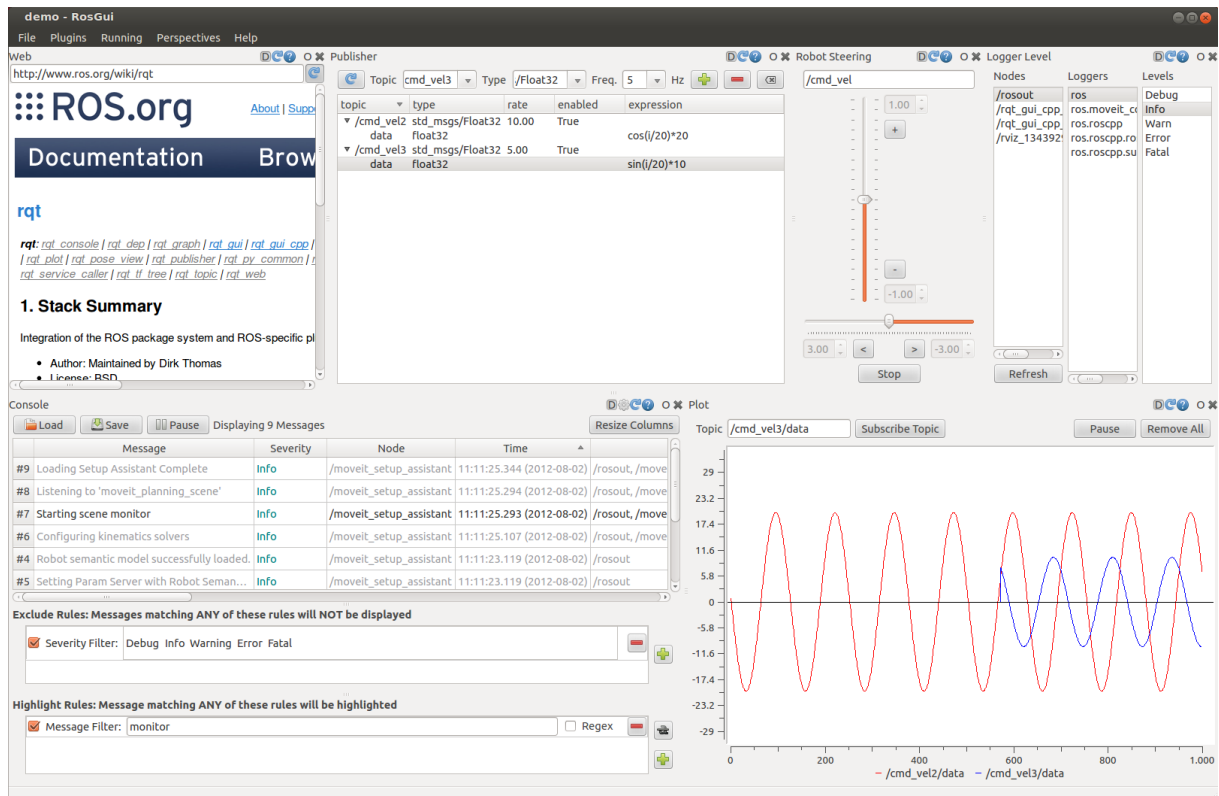 demo - RosGui
File Plugins Running Perspectives Help
Web
http://www.ros.org/wiki/rqt
ROS.org
About | Suppo
Documentation Brow
rqt
rqt: rqt_console | rqt_dep | rqt_graph | rqt_gui | rqt_gui_cpp |
| rqt_plot | rqt_pose_view | rqt_publisher | rqt_py_common |
rqt_service_caller | rqt_tf_tree | rqt_topic | rqt_web
1. Stack Summary
Integration of the ROS package system and ROS-specific pl
Author: Maintained by Dirk Thomas
License: BSD
Publisher
Topic cmd_vel3 Type /Float32 Freq. 5 Hz
topic type rate enabled expression
/cmd_vel2 std_msgs/Float32 10.00 True
data float32 cos(i/20)*20
/cmd_vel3 std_msgs/Float32 5.00 True
data float32 sin(i/20)*10
Robot Steering
/cmd_vel
1.00
+
-
-1.00
3.00 < > -3.00
Stop
Logger Level
Nodes Loggers Levels
/rosout ros Debug
/rqt_gui_cpp_ ros.moveit_co Info
/rqt_gui_cpp_ ros.roscpp Warn
/rviz_1343929 ros.roscpp.ro Error
ros.roscpp.su Fatal
Refresh
Console
Load Save Pause Displaying 9 Messages Resize Columns
Message Severity Node Time
#9 Loading Setup Assistant Complete Info /moveit_setup_assistant 11:11:25.344 (2012-08-02) /rosout, /move
#8 Listening to 'moveit_planning_scene' Info /moveit_setup_assistant 11:11:25.294 (2012-08-02) /rosout, /move
#7 Starting scene monitor Info /moveit_setup_assistant 11:11:25.293 (2012-08-02) /rosout, /move
#6 Configuring kinematics solvers Info /moveit_setup_assistant 11:11:25.107 (2012-08-02) /rosout, /move
#4 Robot semantic model successfully loaded. Info /moveit_setup_assistant 11:11:23.119 (2012-08-02) /rosout
#5 Setting Param Server with Robot Seman... Info /moveit_setup_assistant 11:11:23.119 (2012-08-02) /rosout
Exclude Rules: Messages matching ANY of these rules will NOT be displayed
Severity Filter: Debug Info Warning Error Fatal
Highlight Rules: Message matching ANY of these rules will be highlighted
Message Filter: monitor Regex
Plot
Topic /cmd_vel3/data Subscribe Topic Pause Remove All
29
23.2
17.4
11.6
5.8
0
-5.8
-11.6
-17.4
-23.2
-29
0 200 400 600 800 1.000
/cmd_vel2/data /cmd_vel3/data